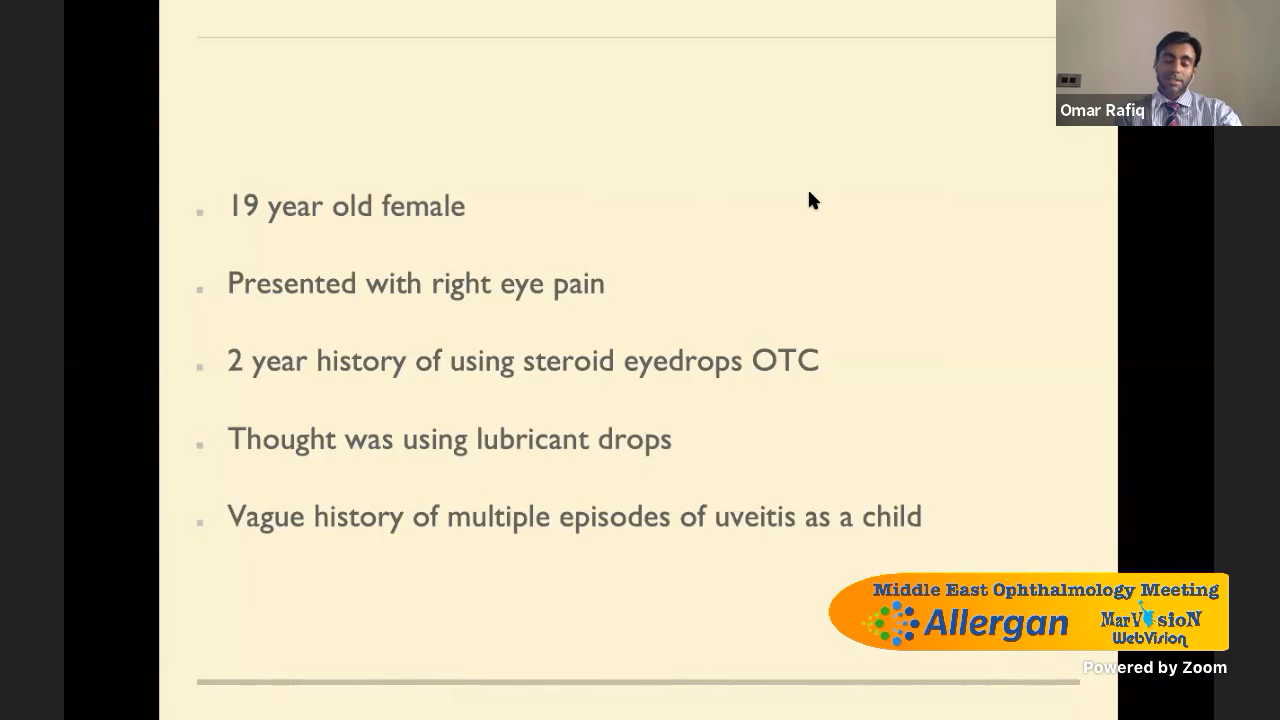 Omar Rafiq
19 year old female
Presented with right eye pain
2 year history of using steroid eyedrops OTC
Thought was using lubricant drops
Vague history of multiple episodes of uveitis as a child
Middle East Ophthalmology Meeting
Allergan
MarVisioN
WebVision
Powered by Zoom